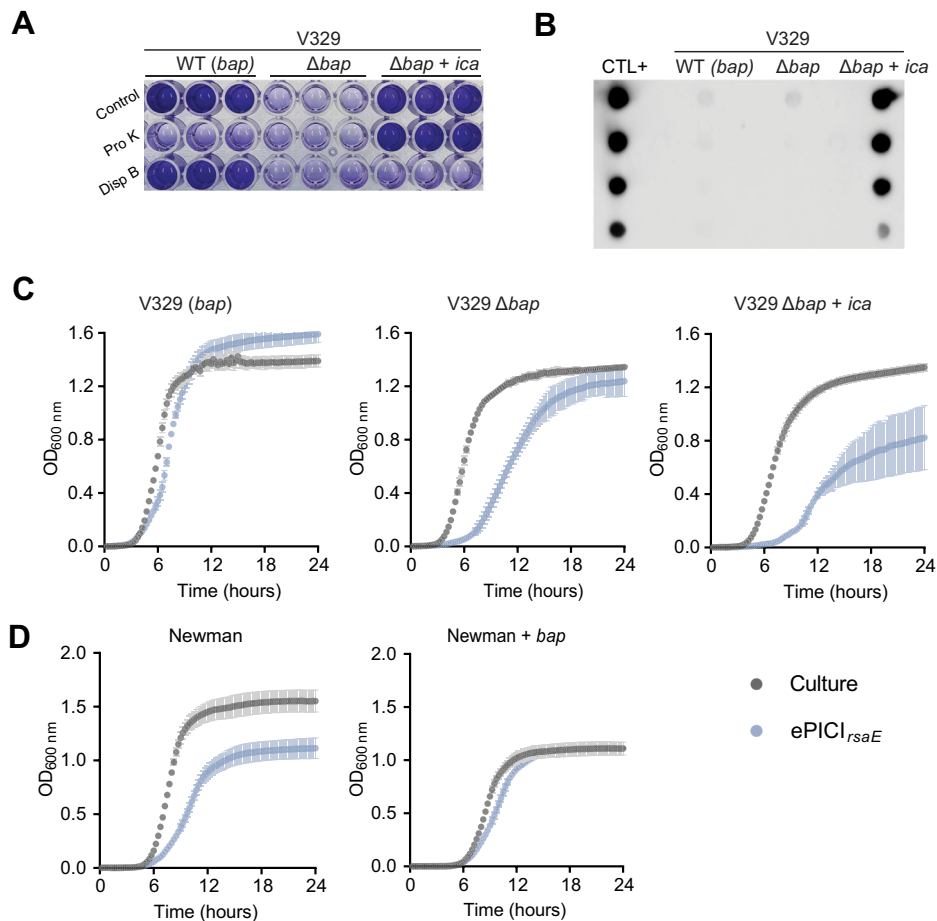 A
V329
WT (bap) Δbap Δbap + ica
Control
Pro K
Disp B
B
V329
CTL+ WT (bap) Δbap Δbap + ica
C
V329 (bap)
OD600 nm
1.6
1.2
0.8
0.4
0.0
0 6 12 18 24
Time (hours)
V329 Δbap
OD600 nm
1.6
1.2
0.8
0.4
0.0
0 6 12 18 24
Time (hours)
V329 Δbap + ica
OD600 nm
1.6
1.2
0.8
0.4
0.0
0 6 12 18 24
Time (hours)
D
Newman
OD600 nm
2.0
1.5
1.0
0.5
0.0
0 6 12 18 24
Time (hours)
Newman + bap
OD600 nm
2.0
1.5
1.0
0.5
0.0
0 6 12 18 24
Time (hours)
Culture
ePICIrsaE